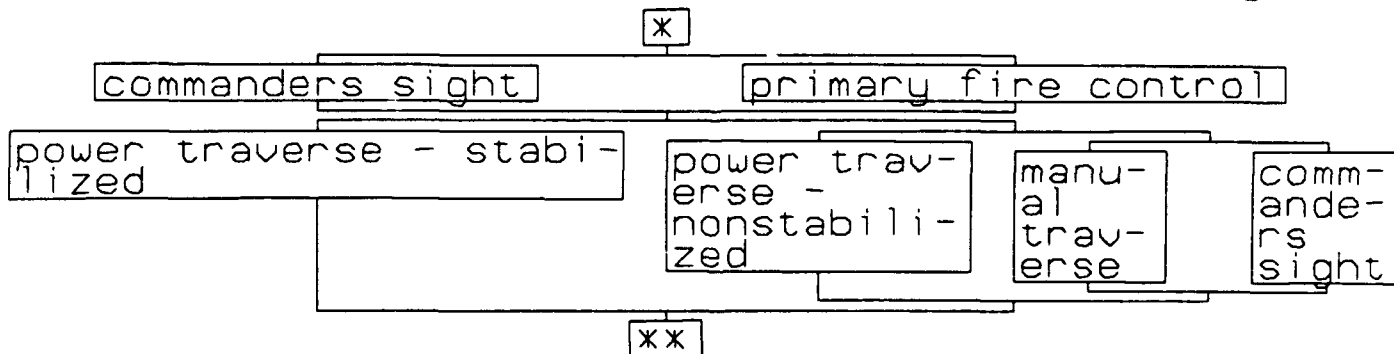 *
commanders sight
primary fire control
power traverse - stabi-
lized
power trav-
erse -
nonstabili-
zed
manu-
al
trav-
erse
comm-
ande-
rs
sight
**